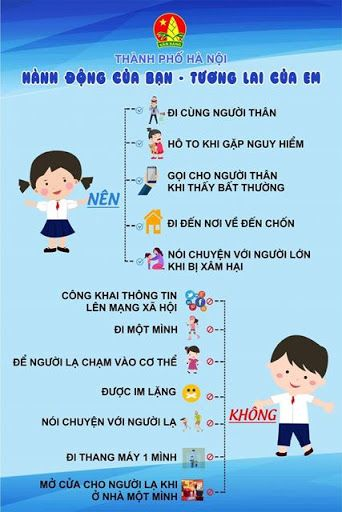 THÀNH PHỐ HÀ NỘI
HÀNH ĐỘNG CỦA BẠN - TƯƠNG LAI CỦA EM
ĐI CÙNG NGƯỜI THÂN
HÔ TO KHI GẶP NGUY HIỂM
NÊN
GỌI CHO NGƯỜI THÂN
KHI THẤY BẤT THƯỜNG
ĐI ĐẾN NƠI VỀ ĐẾN CHỐN
NÓI CHUYỆN VỚI NGƯỜI LỚN
KHI BỊ XÂM HẠI
CÔNG KHAI THÔNG TIN
LÊN MẠNG XÃ HỘI
ĐI MỘT MÌNH
ĐỂ NGƯỜI LẠ CHẠM VÀO CƠ THỂ
ĐƯỢC IM LẶNG
KHÔNG
NÓI CHUYỆN VỚI NGƯỜI LẠ
ĐI THANG MÁY 1 MÌNH
MỞ CỬA CHO NGƯỜI LẠ KHI
Ở NHÀ MỘT MÌNH